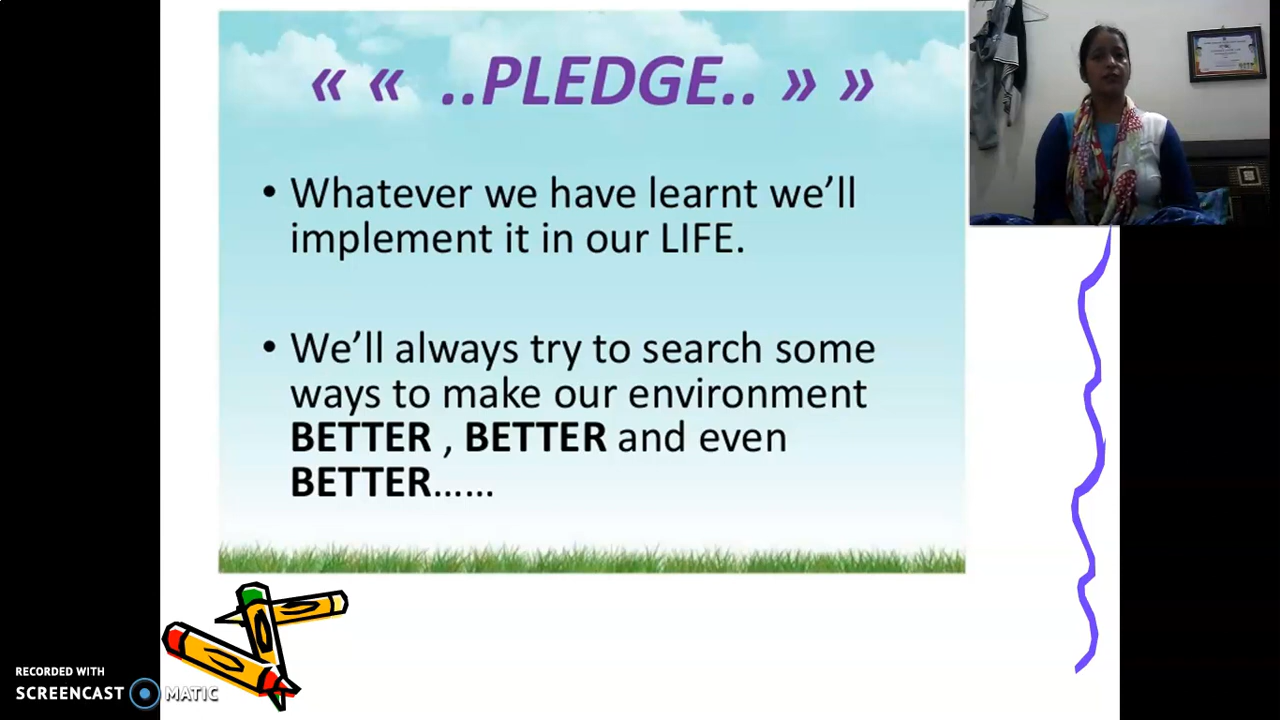 « « ..PLEDGE.. » »
• Whatever we have learnt we’ll
implement it in our LIFE.
• We’ll always try to search some
ways to make our environment
BETTER , BETTER and even
BETTER......
RECORDED WITH
SCREENCAST MATIC